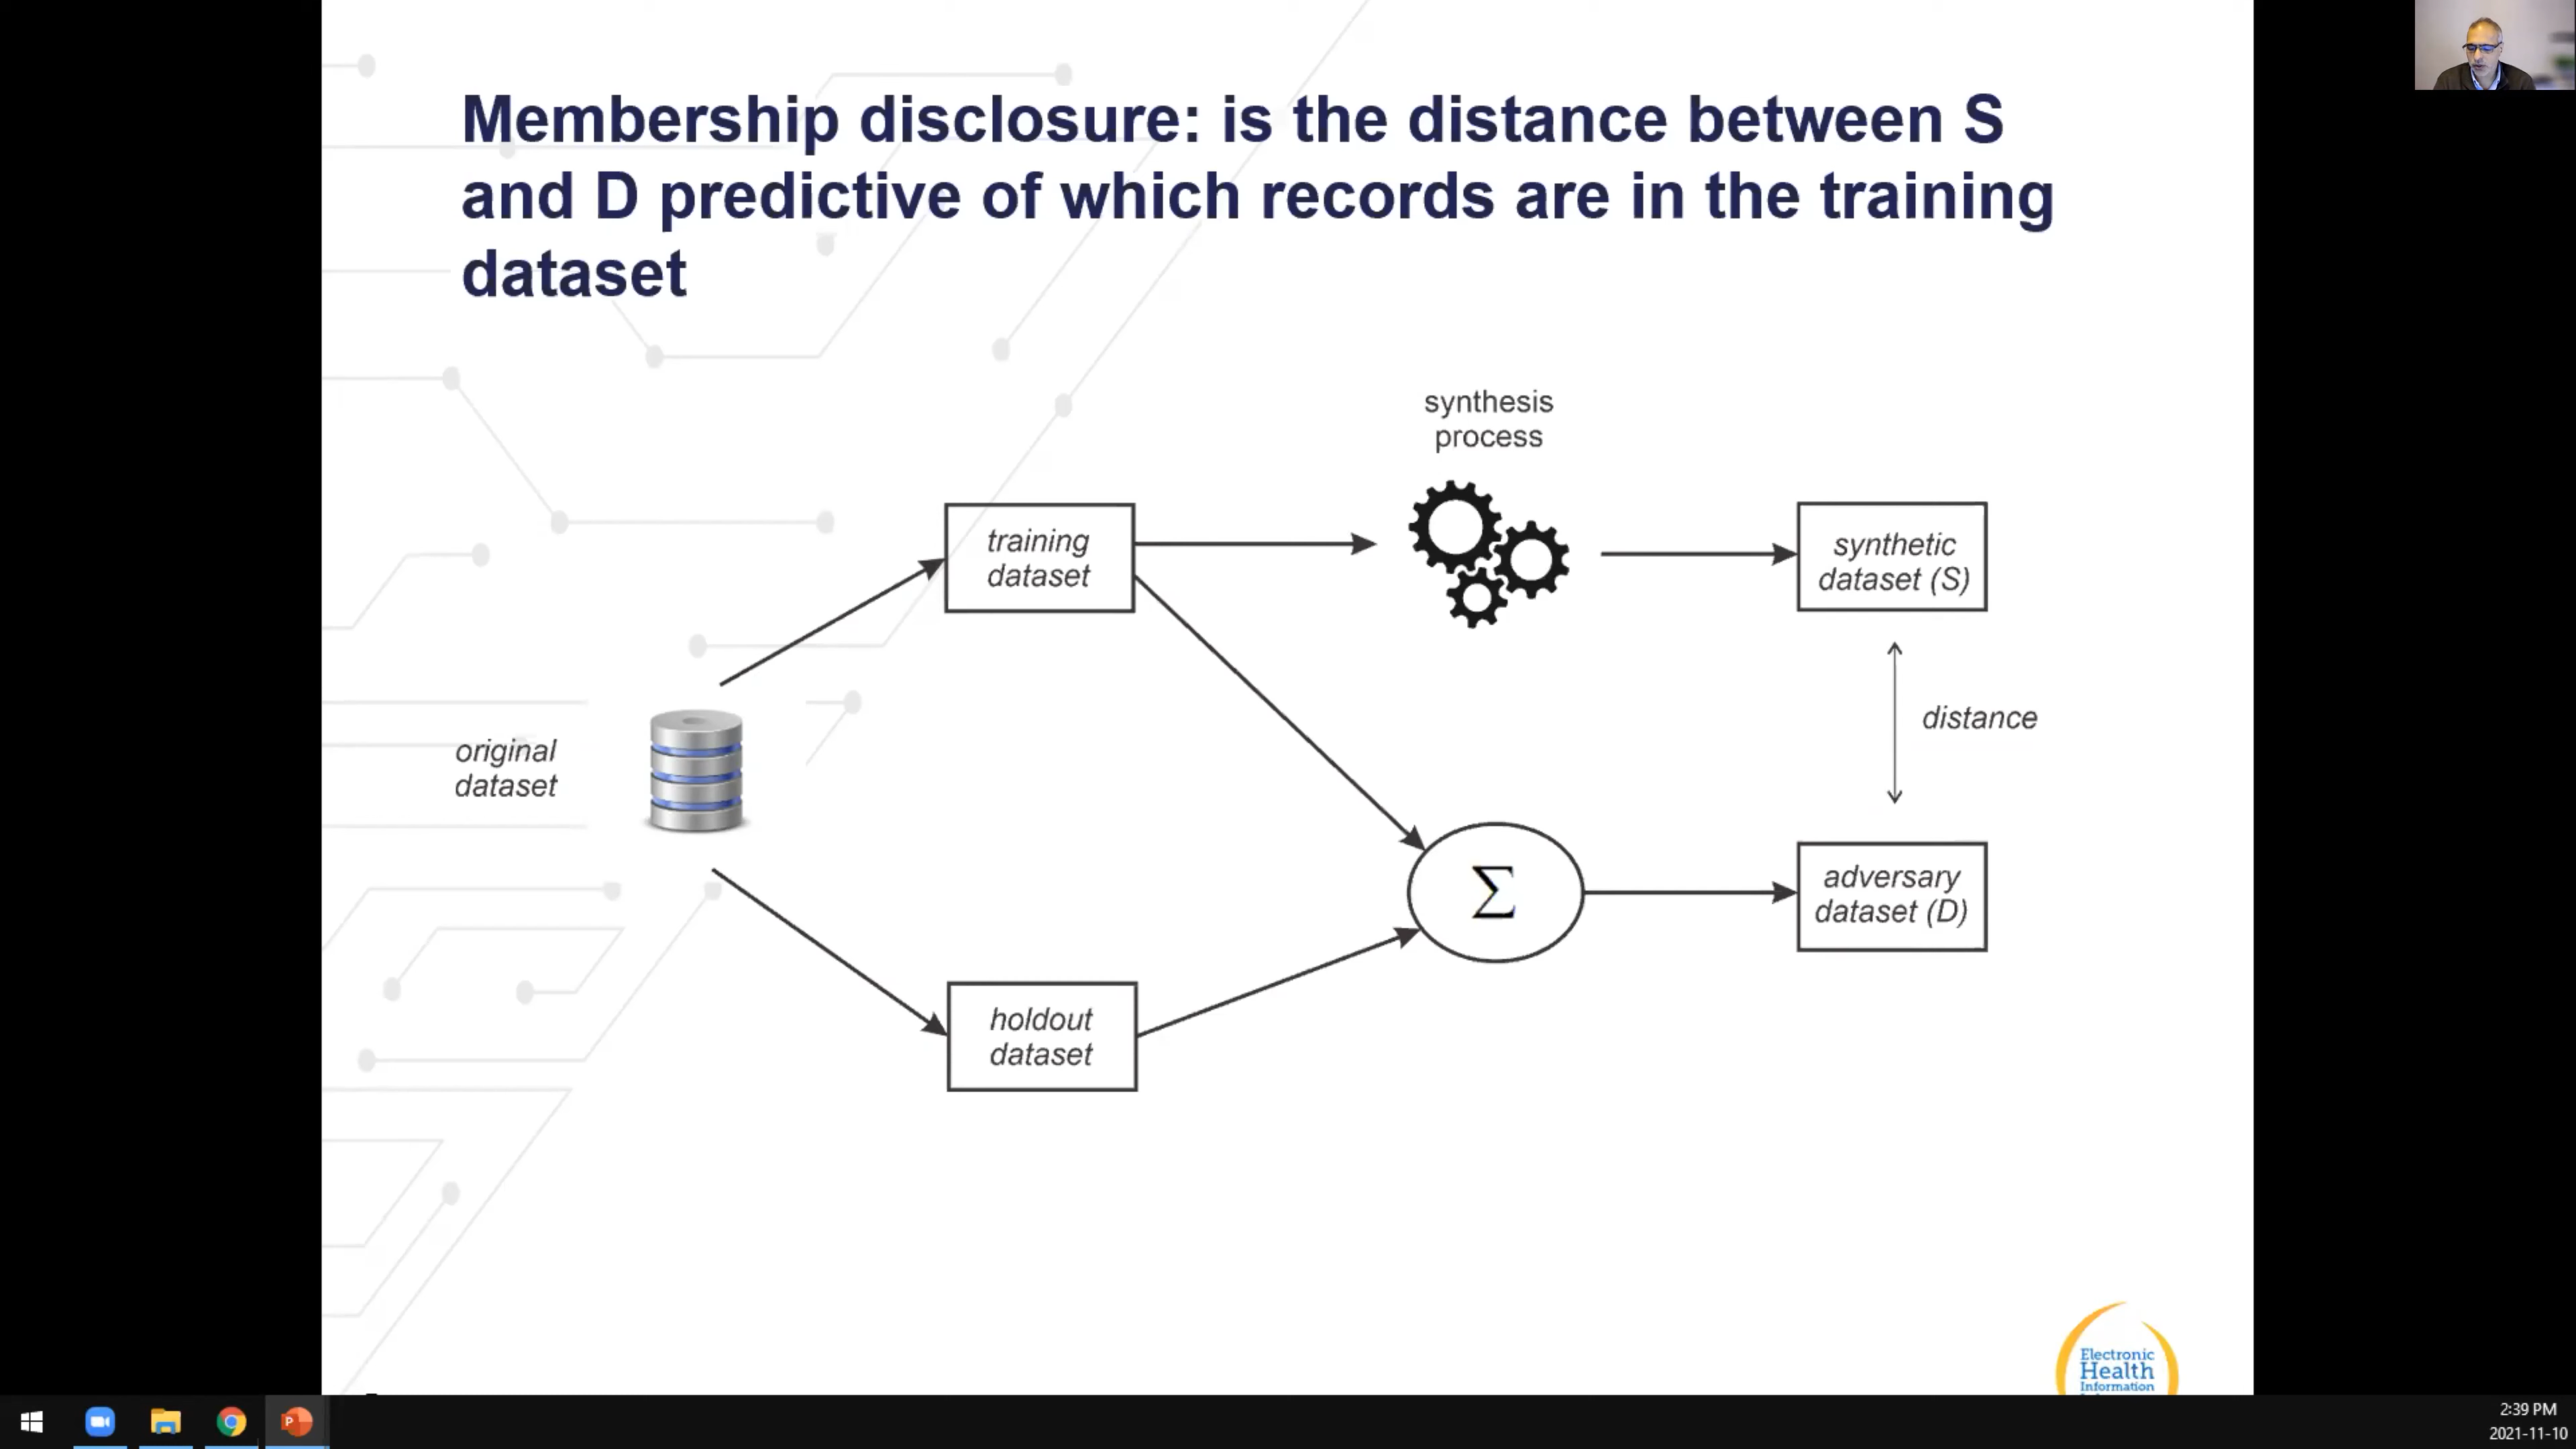 Membership disclosure: is the distance between S
and D predictive of which records are in the training
dataset
synthesis
process
training
dataset
synthetic
dataset (S)
original
dataset
distance
Σ
adversary
dataset (D)
holdout
dataset
Electronic
Health
Information
2:39 PM
2021-11-10